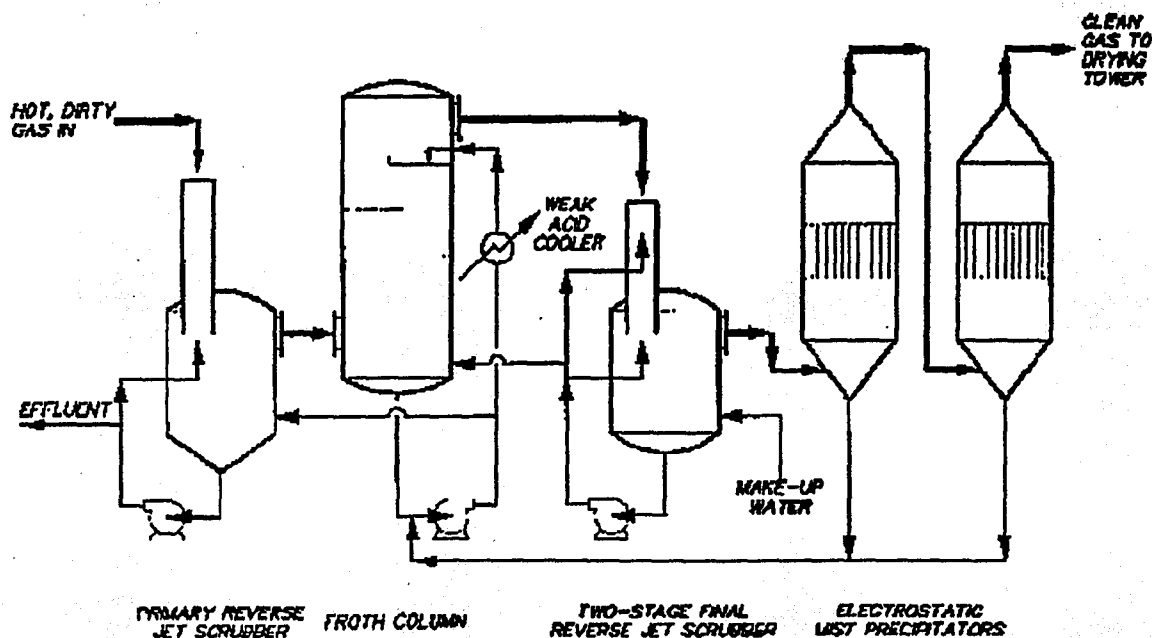 CLEAN
GAS TO
DRYING
TOWER
HOT, DIRTY
GAS IN
WEAK
ACID
COOLER
EFFLUENT
MAKE-UP
WATER
PRIMARY REVERSE
JET SCRUBBER
FROTH COLUMN
TWO-STAGE FINAL
REVERSE JET SCRUBBER
ELECTROSTATIC
MIST PRECIPITATORS